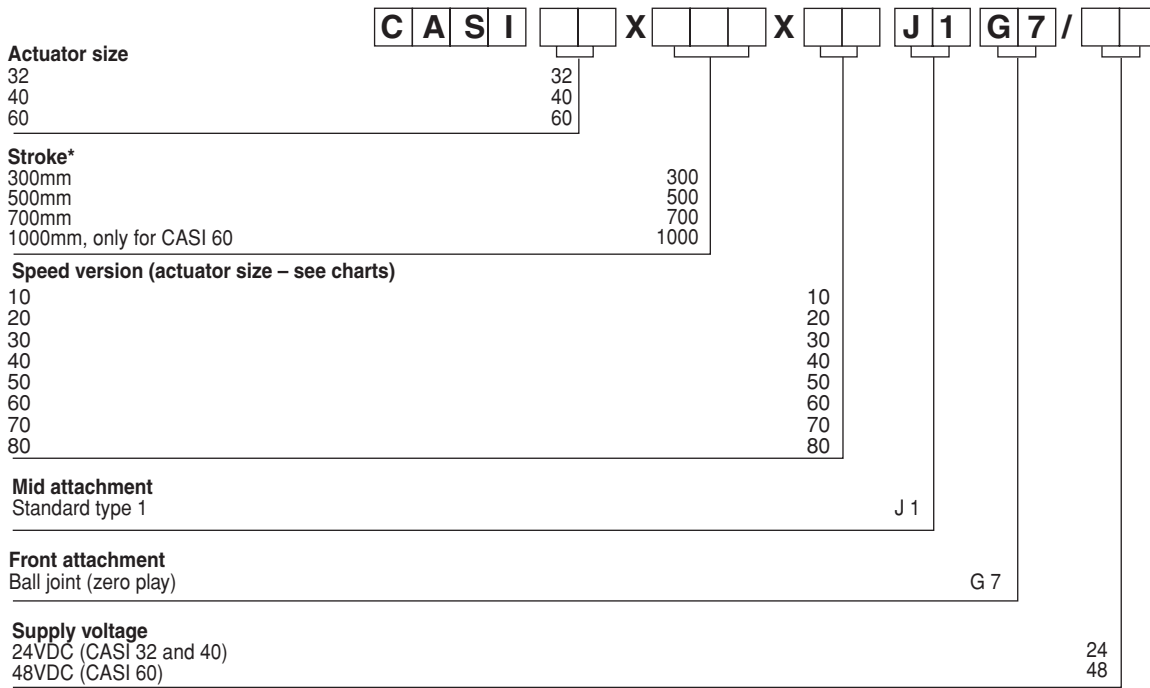 CASI X X J1 G7/
Actuator size
32 32
40 40
60 60
Stroke*
300mm 300
500mm 500
700mm 700
1000mm, only for CASI 60 1000
Speed version (actuator size – see charts)
10 10
20 20
30 30
40 40
50 50
60 60
70 70
80 80
Mid attachment
Standard type 1 J 1
Front attachment
Ball joint (zero play) G 7
Supply voltage
24VDC (CASI 32 and 40) 24
48VDC (CASI 60) 48